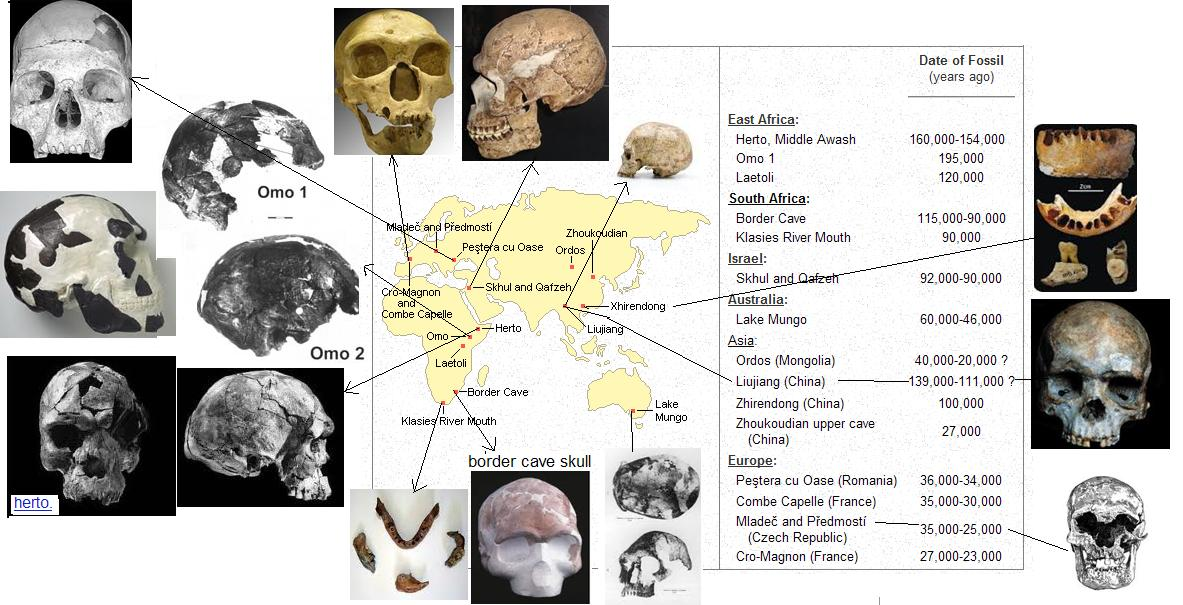 Omo 1
Omo 2
herto.
Mladeč and Předmostí
Peştera cu Oase
Cro-Magnon
and
Combe Capelle
Skhul and Qafzeh
Zhoukoudian
Ordos
Xhirendong
Liujiang
Herto
Omo
Laetoli
Border Cave
Klasies River Mouth
Lake
Mungo
border cave skull
Date of Fossil
(years ago)
East Africa:
Herto, Middle Awash 160,000-154,000
Omo 1 195,000
Laetoli 120,000
South Africa:
Border Cave 115,000-90,000
Klasies River Mouth 90,000
Israel:
Skhul and Qafzeh 92,000-90,000
Australia:
Lake Mungo 60,000-46,000
Asia:
Ordos (Mongolia) 40,000-20,000 ?
Liujiang (China) 139,000-111,000 ?
Zhirendong (China) 100,000
Zhoukoudian upper cave
(China) 27,000
Europe:
Peştera cu Oase (Romania) 36,000-34,000
Combe Capelle (France) 35,000-30,000
Mladeč and Předmostí
(Czech Republic) 35,000-25,000
Cro-Magnon (France) 27,000-23,000